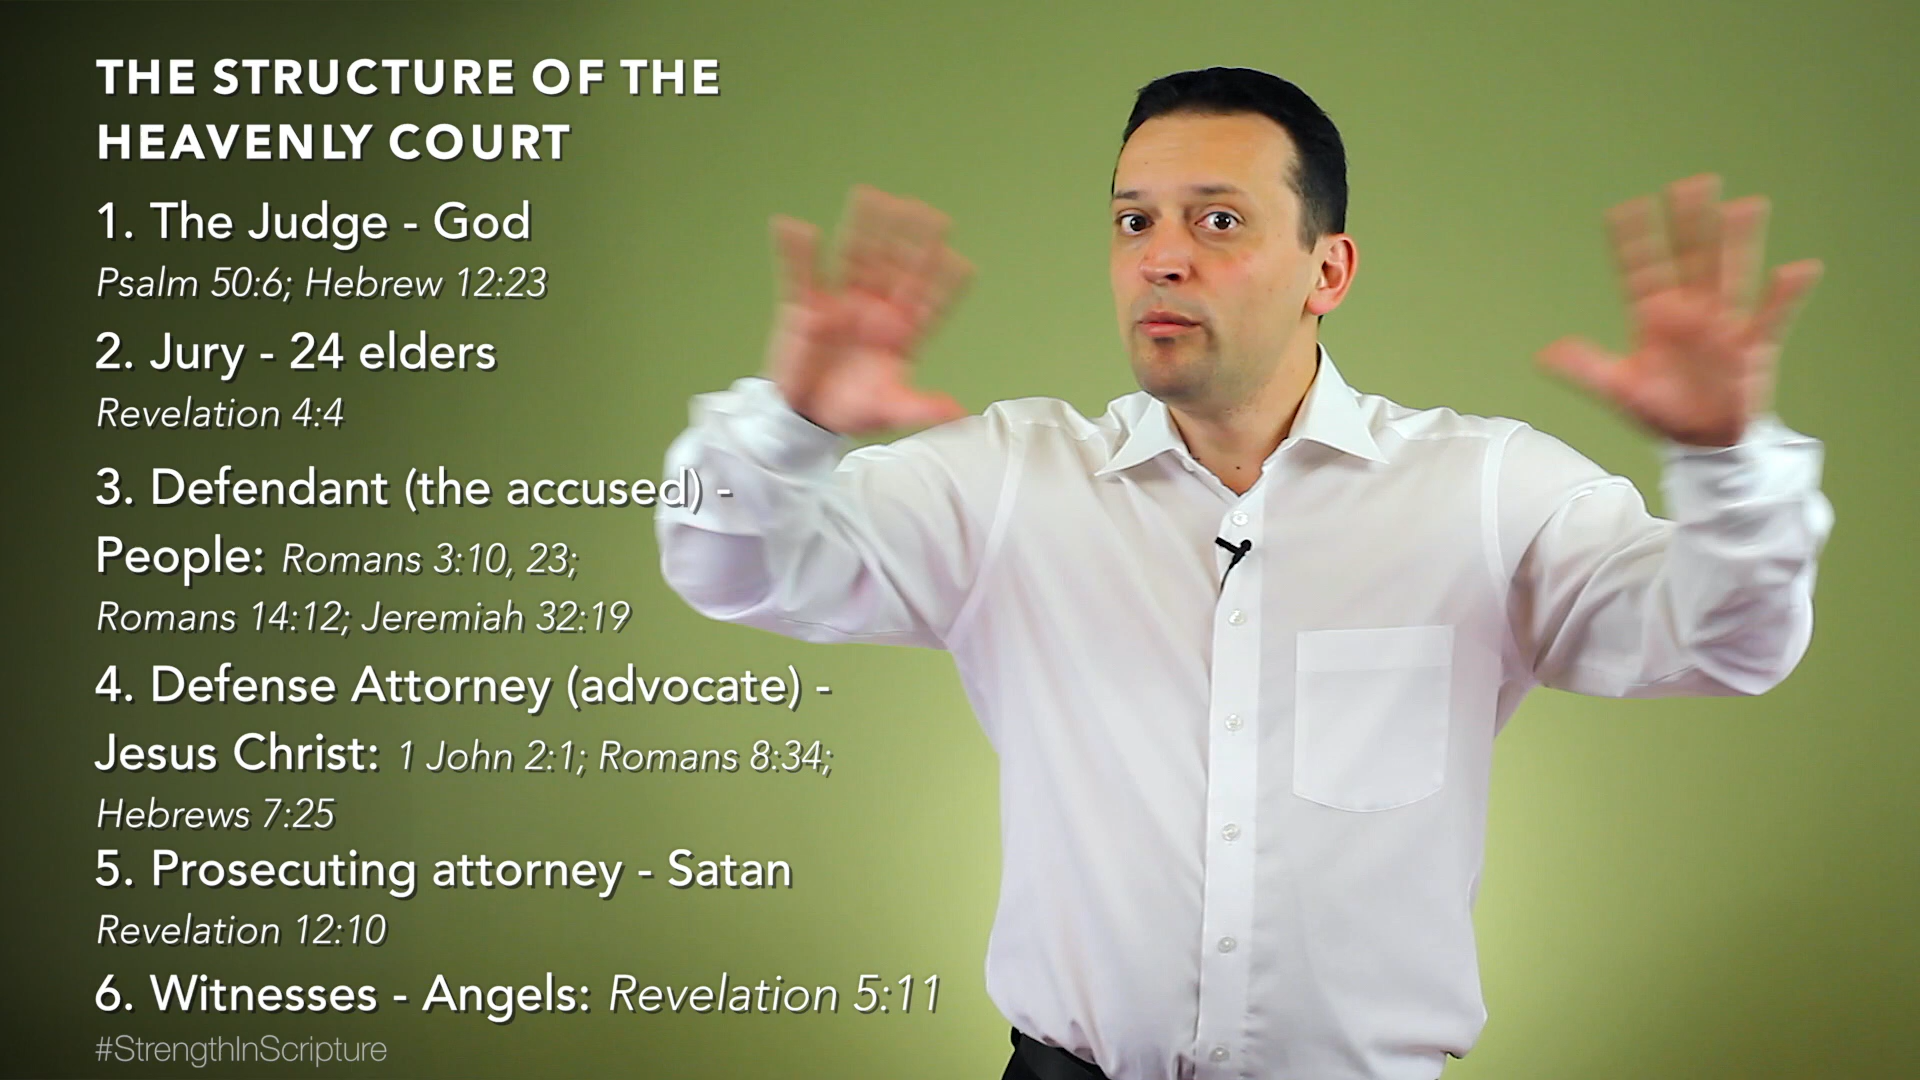 THE STRUCTURE OF THE
HEAVENLY COURT
1. The Judge - God
Psalm 50:6; Hebrew 12:23
2. Jury - 24 elders
Revelation 4:4
3. Defendant (the accused) -
People: Romans 3:10, 23;
Romans 14:12; Jeremiah 32:19
4. Defense Attorney (advocate) -
Jesus Christ: 1 John 2:1; Romans 8:34;
Hebrews 7:25
5. Prosecuting attorney - Satan
Revelation 12:10
6. Witnesses - Angels: Revelation 5:11
#StrengthInScripture